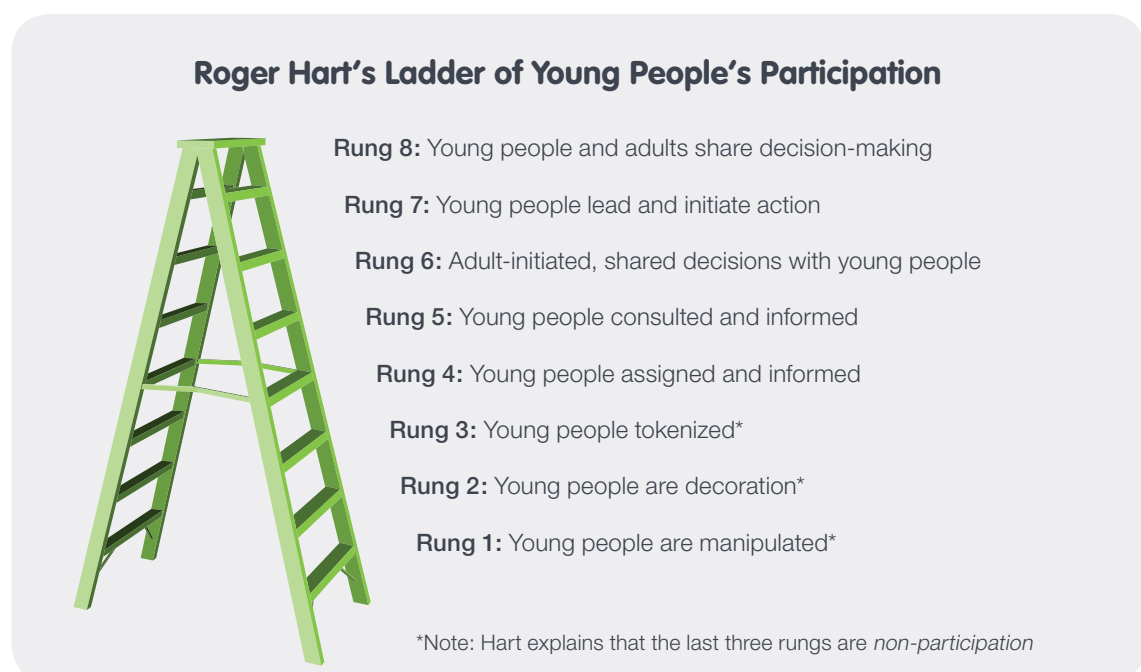 Roger Hart’s Ladder of Young People’s Participation
Rung 8: Young people and adults share decision-making
Rung 7: Young people lead and initiate action
Rung 6: Adult-initiated, shared decisions with young people
Rung 5: Young people consulted and informed
Rung 4: Young people assigned and informed
Rung 3: Young people tokenized*
Rung 2: Young people are decoration*
Rung 1: Young people are manipulated*
*Note: Hart explains that the last three rungs are non-participation